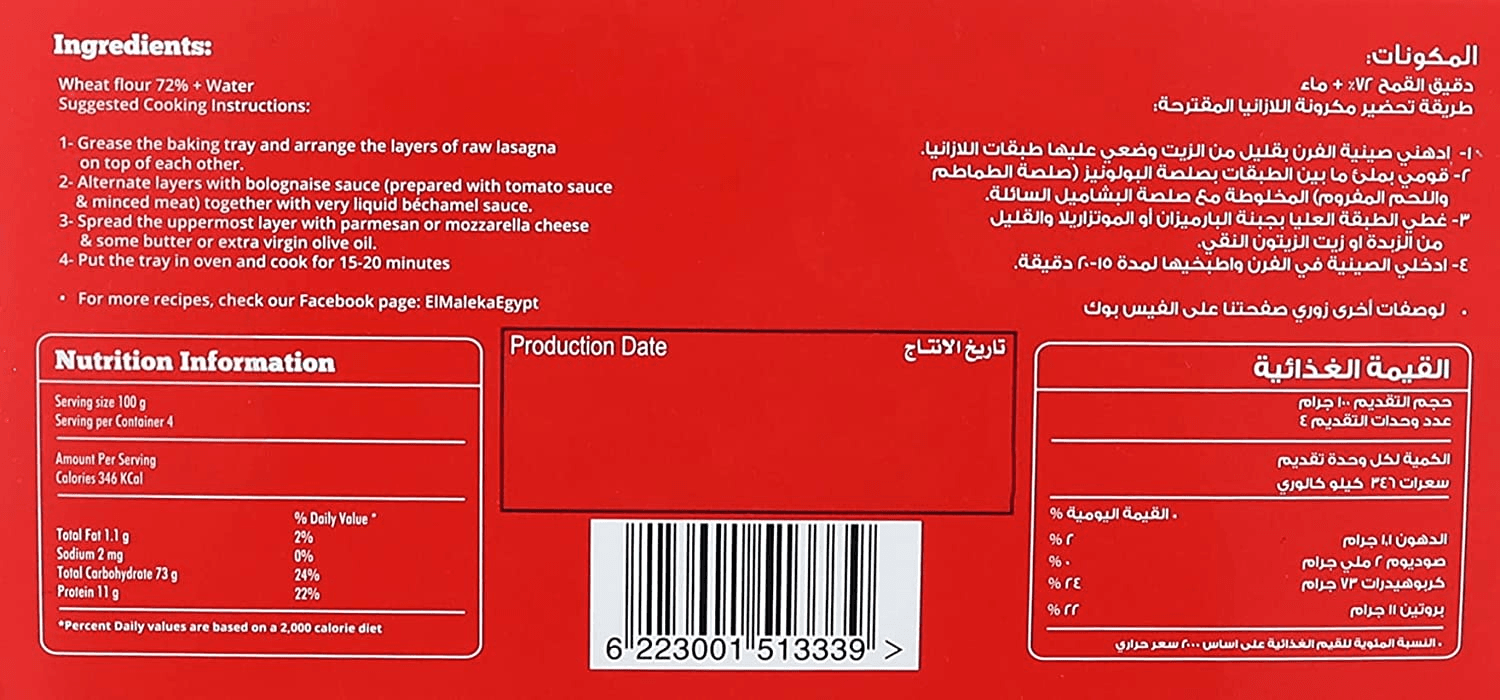 Ingredients:
Wheat flour 72% + Water
Suggested Cooking Instructions:
1- Grease the baking tray and arrange the layers of raw lasagna
on top of each other.
2- Alternate layers with bolognaise sauce (prepared with tomato sauce
& minced meat) together with very liquid béchamel sauce.
3- Spread the uppermost layer with parmesan or mozzarella cheese
& some butter or extra virgin olive oil.
4- Put the tray in oven and cook for 15-20 minutes
• For more recipes, check our Facebook page: ElMalekaEgypt
المكونات:
دقيق القمح ٧٢٪ + ماء
طريقة تحضير مكرونة اللازانيا المقترحة:
١- إدهني صينية الفرن بقليل من الزيت وضعي عليها طبقات اللازانيا.
٢- قومي بملئ ما بين الطبقات بصلصة البولونيز (صلصة الطماطم
واللحم المفروم) المخلوطة مع صلصة البشاميل السائلة.
٣- غطي الطبقة العليا بجبنة البارميزان أو الموتزاريلا والقليل
من الزبدة او زيت الزيتون النقي.
٤- ادخلي الصينية في الفرن واطبخيها لمدة ١٥-٢٠ دقيقة.
• لوصفات أخرى زوري صفحتنا على الفيس بوك
Nutrition Information
Serving size 100 g
Serving per Container 4
Amount Per Serving
Calories 346 KCal
% Daily Value *
Total Fat 1.1 g 2%
Sodium 2 mg 0%
Total Carbohydrate 73 g 24%
Protein 11 g 22%
*Percent Daily values are based on a 2,000 calorie diet
Production Date تاريخ الانتاج
6 223001 513339 >
القيمة الغذائية
حجم التقديم ١٠٠ جرام
عدد وحدات التقديم ٤
الكمية لكل وحدة تقديم
سعرات ٣٤٦ كيلو كالوري
• القيمة اليومية %
الدهون ١,١ جرام ٢ %
صوديوم ٢ ملي جرام ٠ %
كربوهيدرات ٧٣ جرام ٢٤ %
بروتين ١١ جرام ٢٢ %
• النسبة المئوية للقيم الغذائية على اساس ٢٠٠٠ سعر حراري